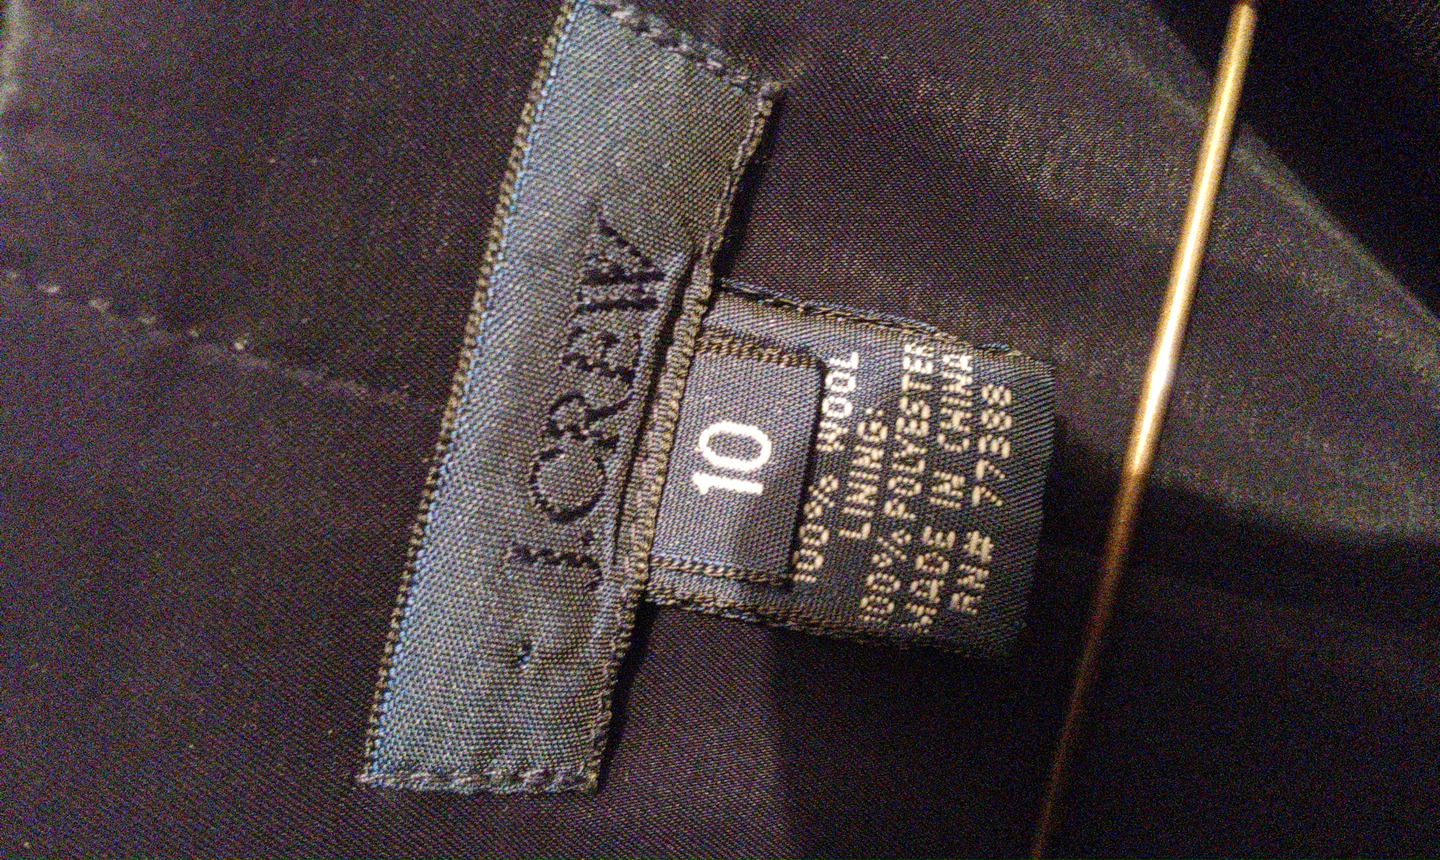 J.CREW
10
100% WOOL
LINING:
100% POLYESTER
MADE IN CHINA
RN# 77388